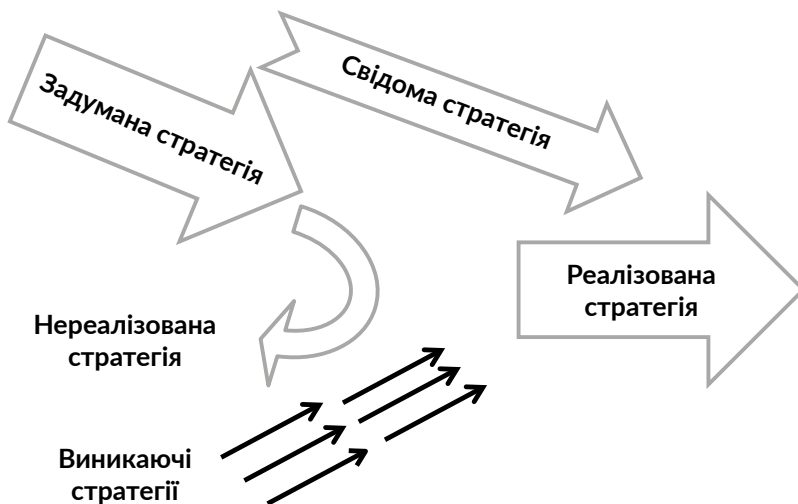 Задумана стратегія
Свідома стратегія
Реалізована
стратегія
Нереалізована
стратегія
Виникаючі
стратегії